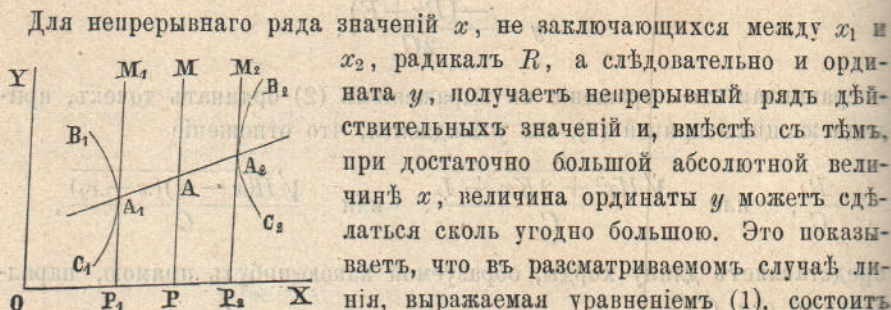 Для непрерывнаго ряда значеній x, не заключающихся между x₁ и
x₂, радикалъ R, а слѣдовательно и орди-
ната y, получаетъ непрерывный рядъ дѣй-
ствительныхъ значеній и, вмѣстѣ съ тѣмъ,
при достаточно большой абсолютной вели-
чинѣ x, величина ординаты y можетъ сдѣ-
латься сколь угодно большою. Это показы-
ваетъ, что въ разсматриваемомъ случаѣ ли-
нія, выражаемая уравненіемъ (1), состоитъ
Y M₁ M M₂
B₂
B₁
A₂
A₁ A
C₂
C₁
O P₁ P P₂ X